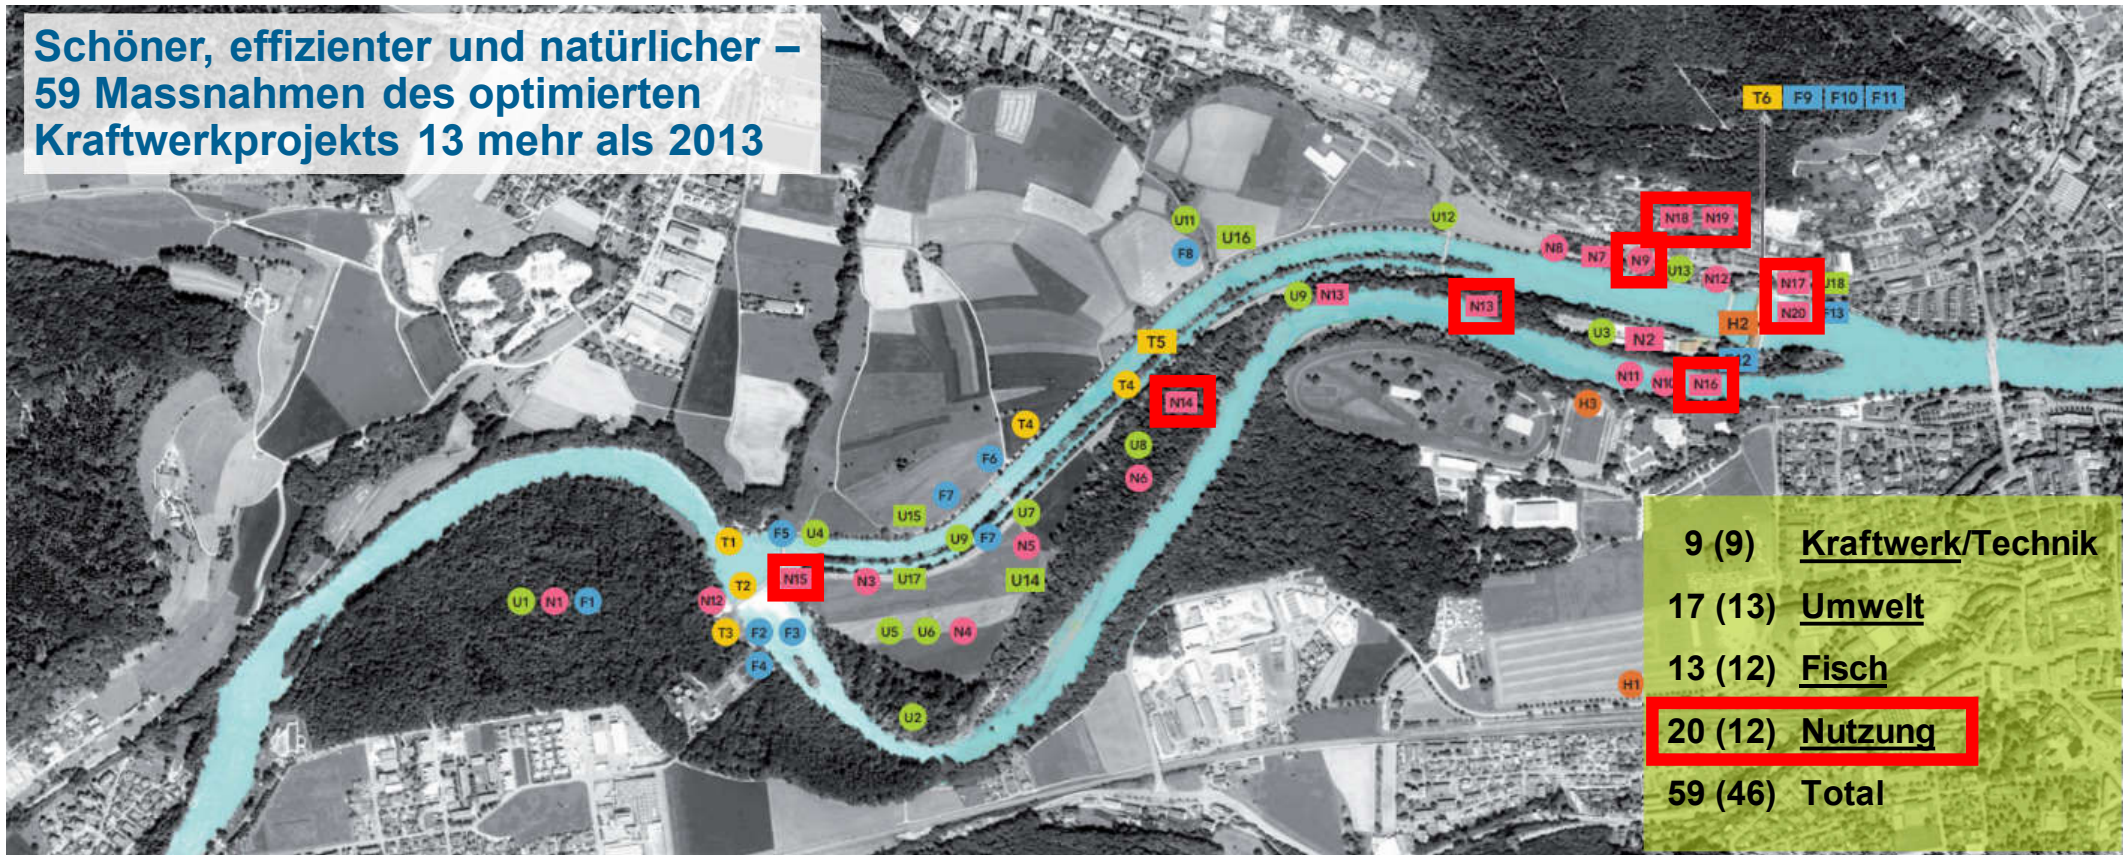 Schöner, effizienter und natürlicher –
59 Massnahmen des optimierten
Kraftwerkprojekts 13 mehr als 2013
T6 F9 F10 F11
U11
U12
N18 N19
U16
F8
N8 N7 N9
U13 N12
N17 U18
U9 N13
N13
N20 F13
H2
U3 N2
T5
T4
N11 N10 N16
N14
H3
T4
U8
F6
N6
F7
U15
U7
T1 F5 U4
U9 F7
N5
T2 N15 N3 U17 U14
U1 N1 F1
N12
T3 F2 F3
U5 U6 N4
F4
H1
U2
9 (9) Kraftwerk/Technik
17 (13) Umwelt
13 (12) Fisch
20 (12) Nutzung
59 (46) Total